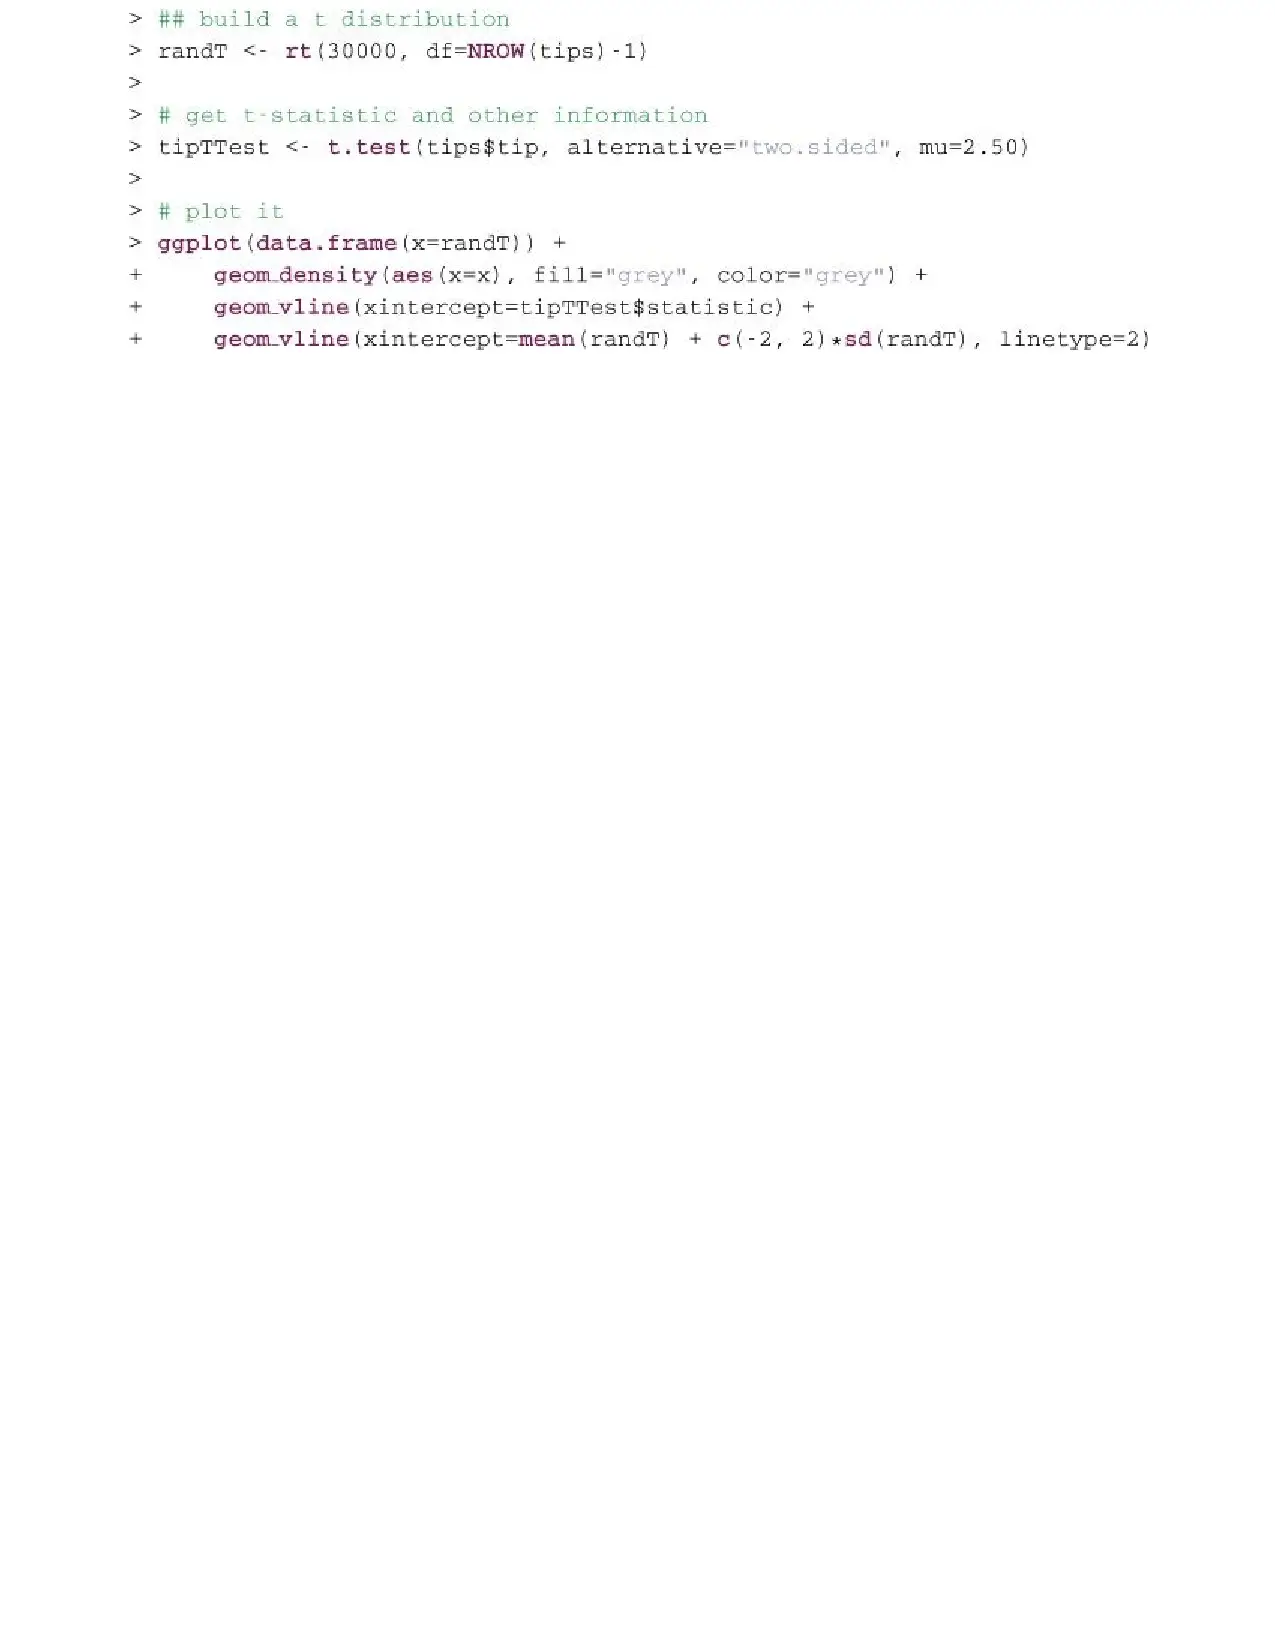 > ## build a t distribution
> randT <- rt(30000, df=NROW(tips)-1)
>
> # get t-statistic and other information
> tipTTest <- t.test(tips$tip, alternative="two.sided", mu=2.50)
>
> # plot it
> ggplot(data.frame(x=randT)) +
+     geom_density(aes(x=x), fill="grey", color="grey") +
+     geom_vline(xintercept=tipTTest$statistic) +
+     geom_vline(xintercept=mean(randT) + c(-2, 2)*sd(randT), linetype=2)